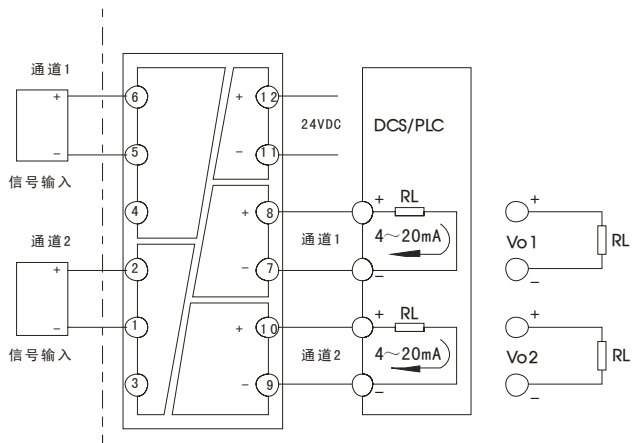 通道1
+
−
信号输入
通道2
+
−
信号输入
6
5
4
2
1
3
+ 12
− 11
+ 8
− 7
+ 10
− 9
24VDC
通道1
通道2
DCS/PLC
+ RL
4～20mA
−
+ RL
4～20mA
−
+
Vo1 RL
−
+
Vo2 RL
−